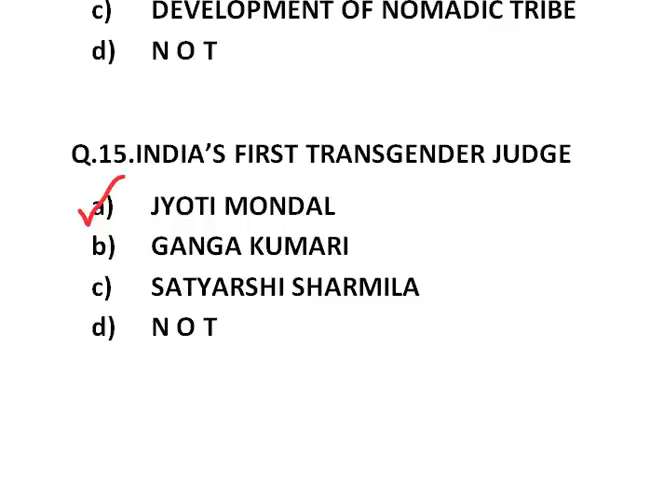 c) DEVELOPMENT OF NOMADIC TRIBE
d) N O T
Q.15.INDIA’S FIRST TRANSGENDER JUDGE
a) JYOTI MONDAL
b) GANGA KUMARI
c) SATYARSHI SHARMILA
d) N O T